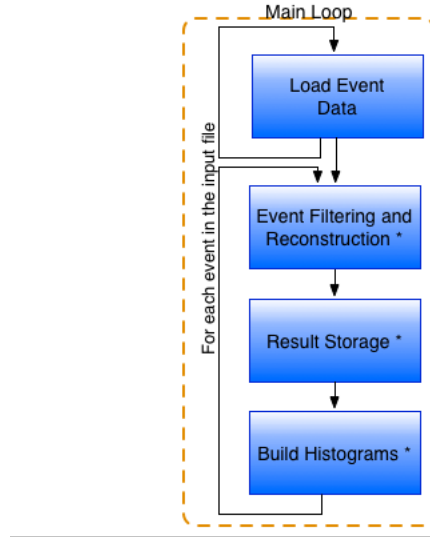 Main Loop
Load Event
Data
For each event in the input file
Event Filtering and
Reconstruction *
Result Storage *
Build Histograms *